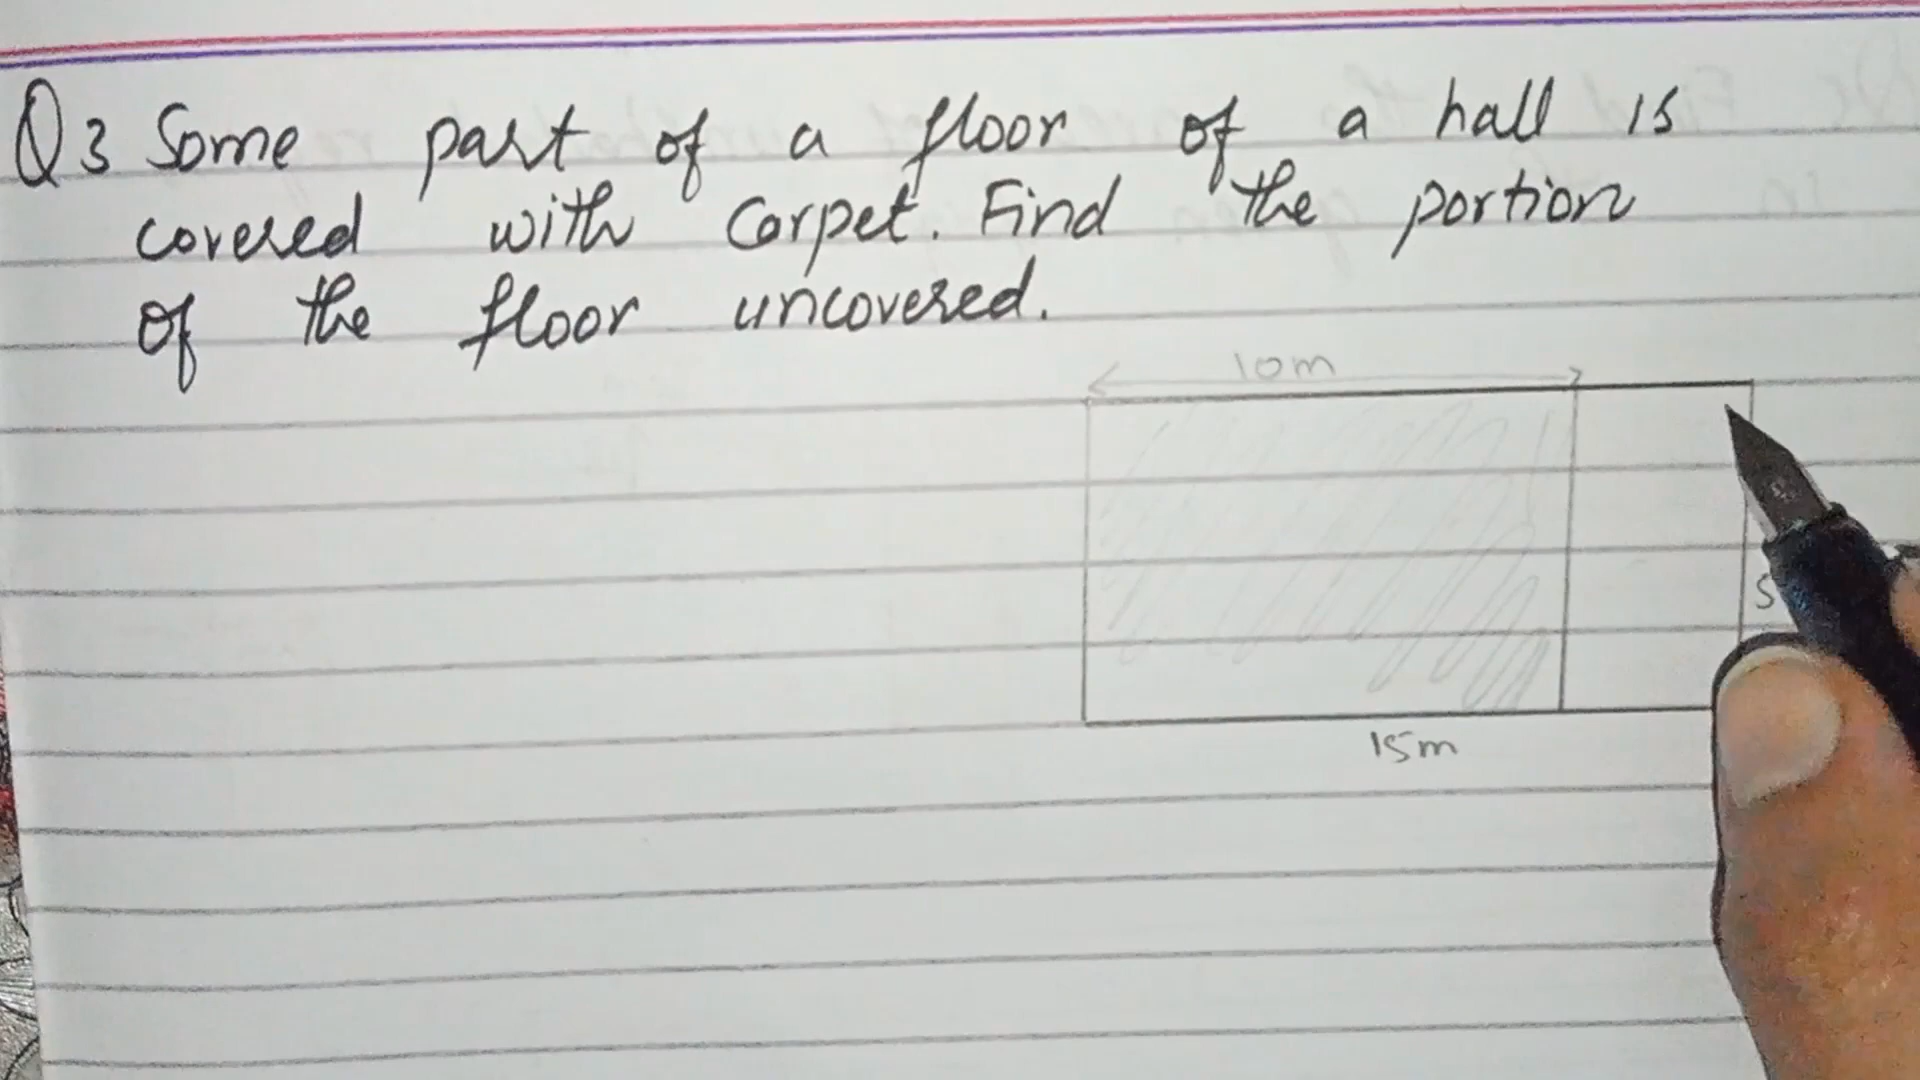 Q3 Some part of a floor of a hall is
covered with Carpet. Find the portion
of the floor uncovered.
10m
5
15m